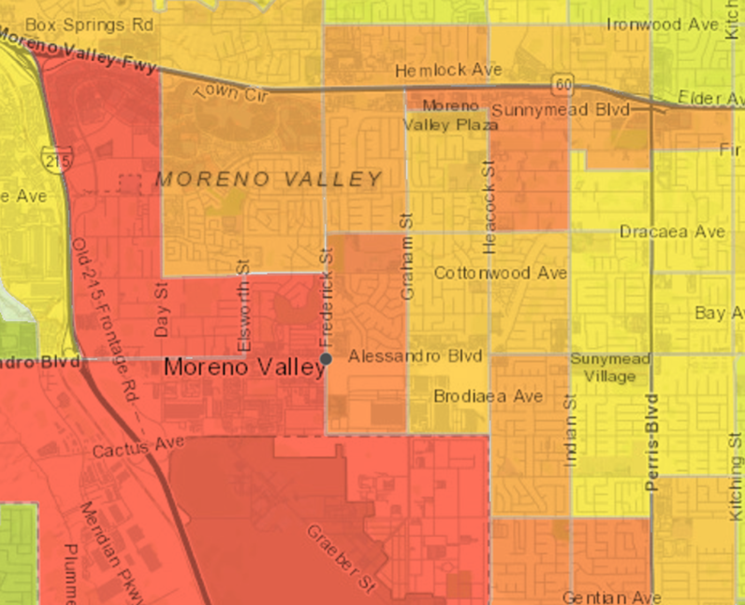 Box Springs Rd
Ironwood Ave
Kitch
Moreno Valley Fwy
Hemlock Ave
60
Town Cir
Elder Av
Moreno
Valley Plaza
Sunnymead Blvd
Fir
215
MORENO VALLEY
e Ave
Heacock St
Dracaea Ave
Graham St
Old-215-Frontage Rd
Cottonwood Ave
Frederick St
Day St
Elsworth St
Bay A
ndro Blvd
Moreno Valley
Alessandro Blvd
Sunymead
Village
Brodiaea Ave
Indian St
Perris-Blvd
Kitching St
Cactus Ave
Meridian Pkwy
Plumme
Graeber St
Gentian Ave